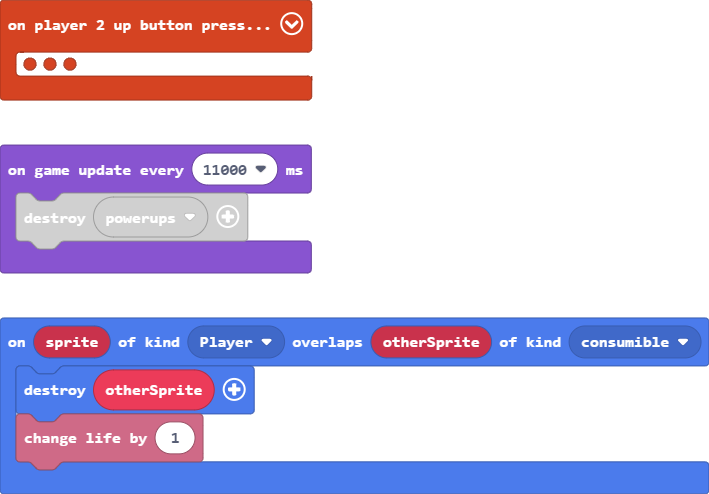 on player 2 up button press...
on game update every 11000 ms
destroy powerups
on sprite of kind Player overlaps otherSprite of kind consumible
destroy otherSprite
change life by 1